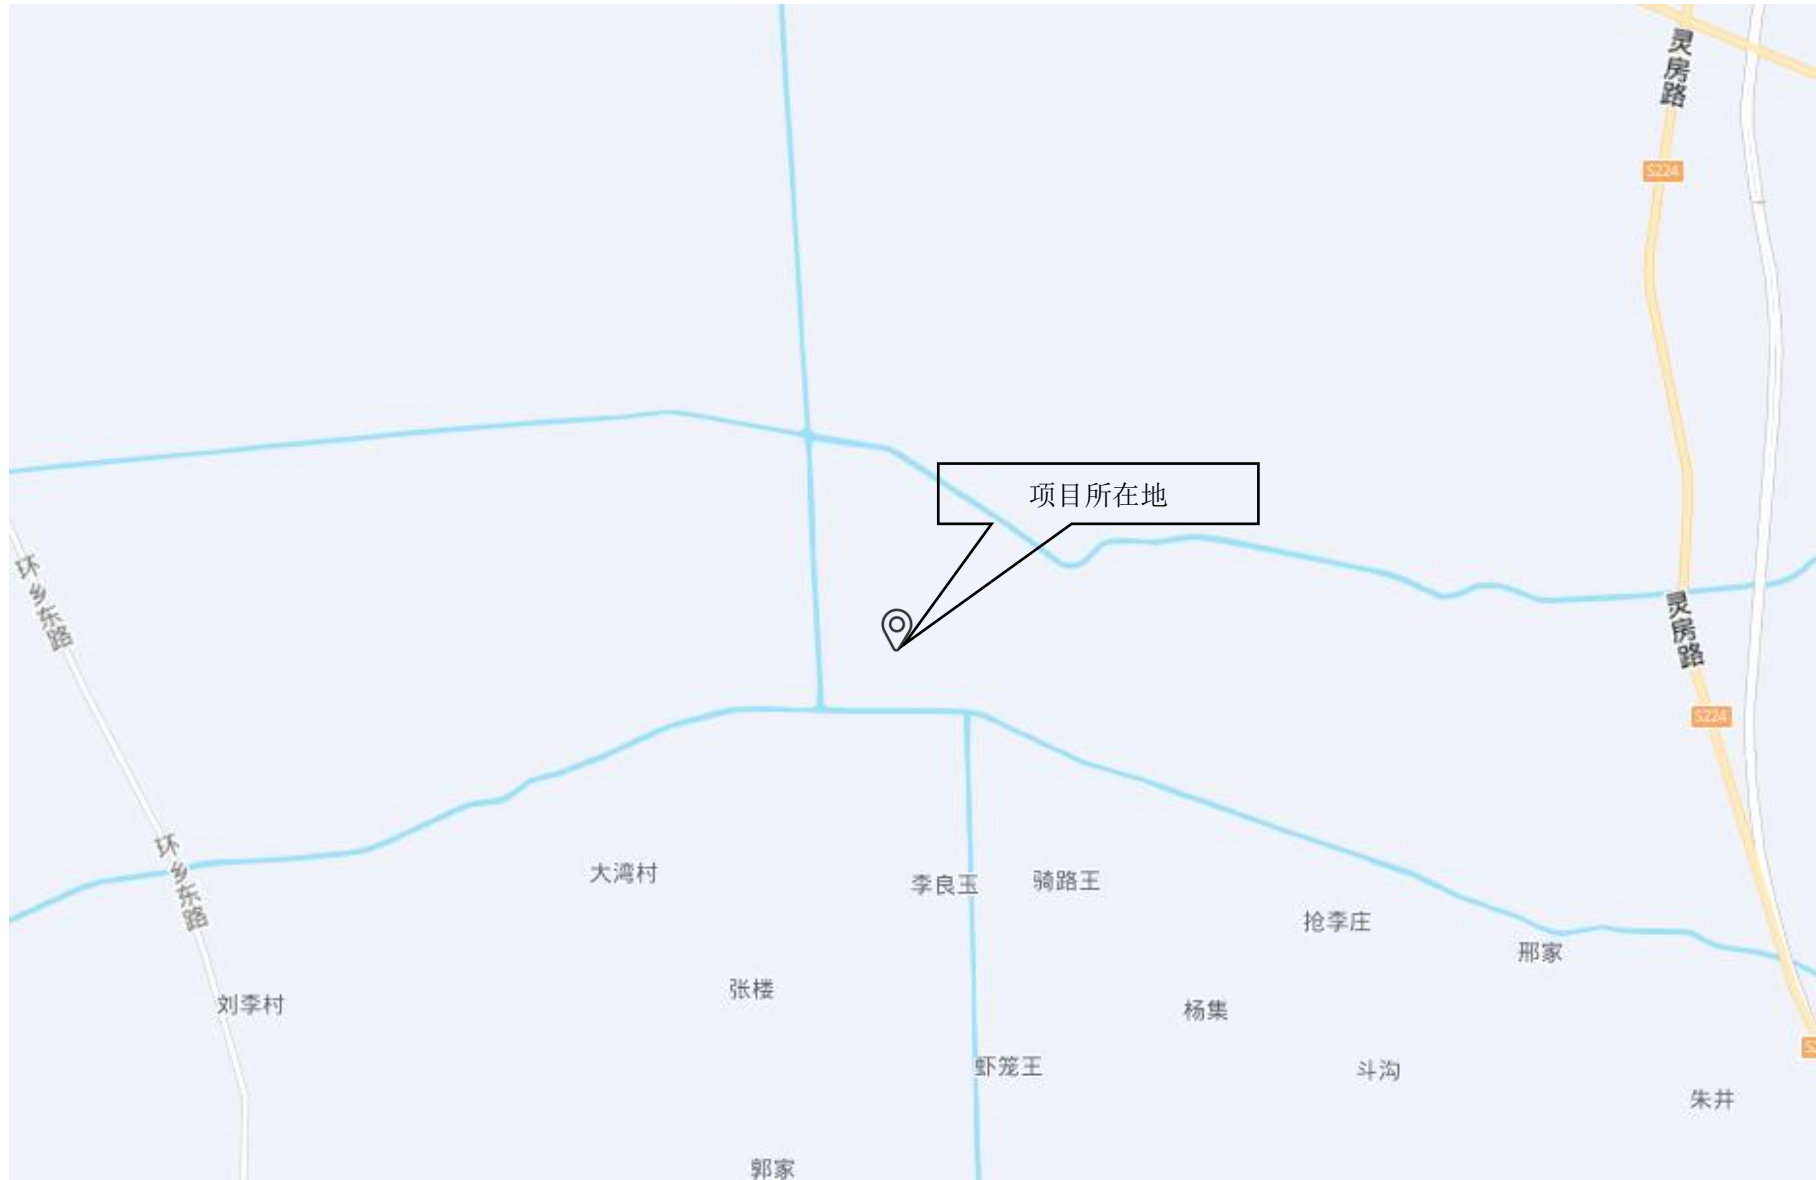 灵房路
S224
项目所在地
环乡东路
灵房路
S224
环乡东路
大湾村
李良玉
骑路王
抢李庄
邢家
张楼
刘李村
杨集
虾笼王
斗沟
朱井
郭家